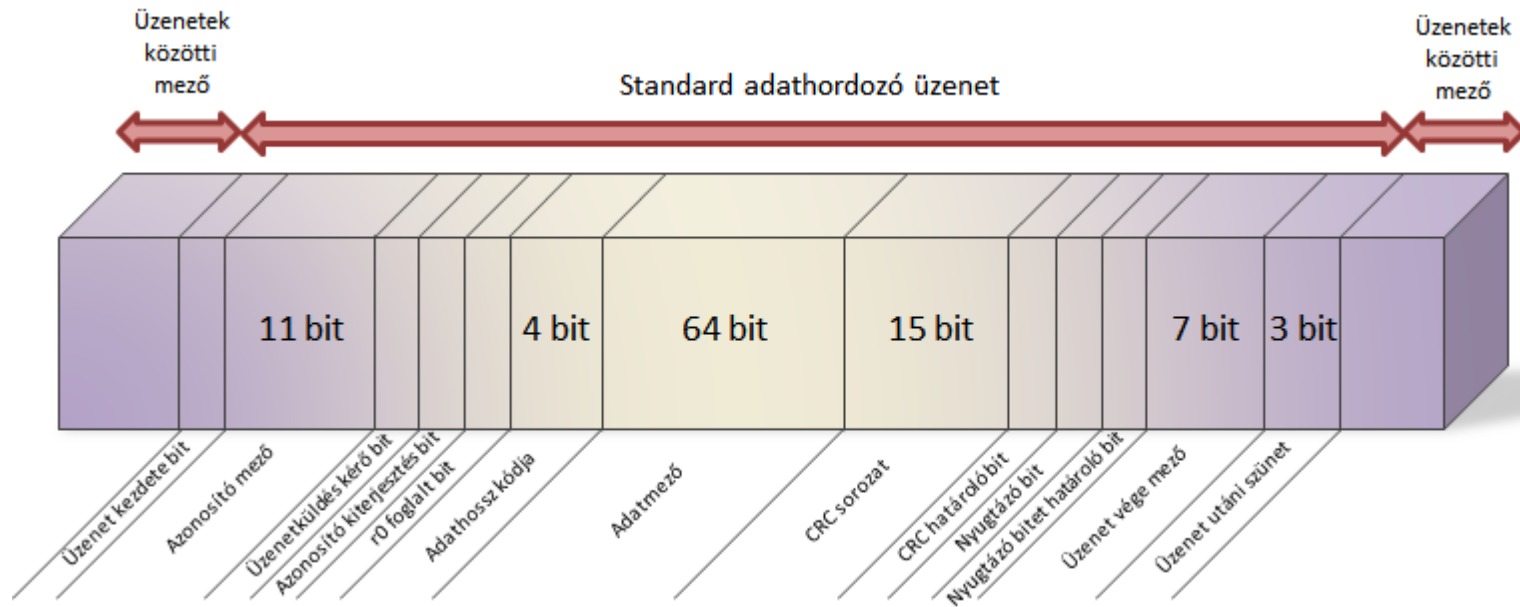 Üzenetek
közötti
mező
Standard adathordozó üzenet
Üzenetek
közötti
mező
11 bit
4 bit
64 bit
15 bit
7 bit
3 bit
Üzenet kezdete bit
Azonosító mező
Üzenetküldés kérő bit
Azonosító kiterjesztés bit
r0 foglalt bit
Adathossz kódja
Adatmező
CRC sorozat
CRC határoló bit
Nyugtázó bit
Nyugtázó bitet határoló bit
Üzenet vége mező
Üzenet utáni szünet